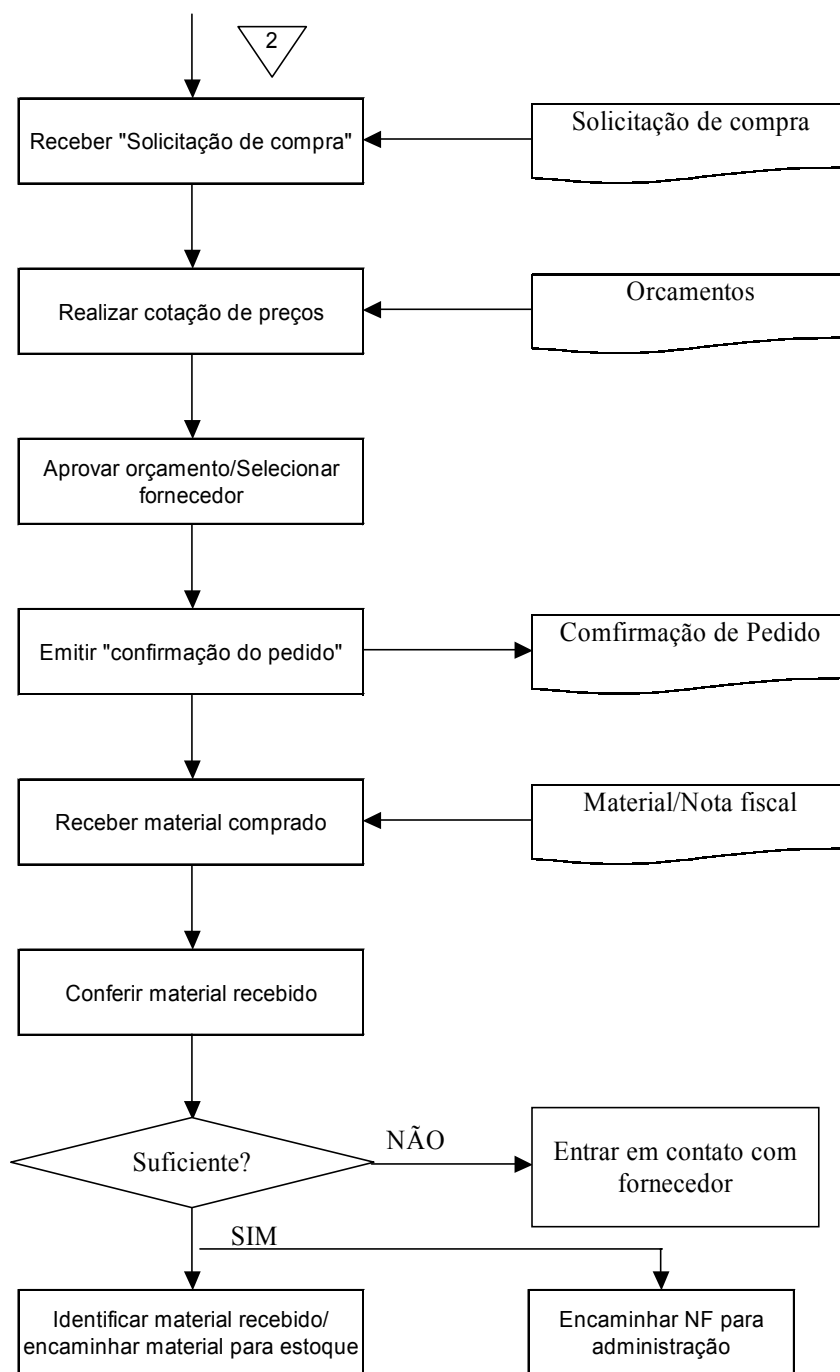 2
Receber "Solicitação de compra"
Solicitação de compra
Realizar cotação de preços
Orcamentos
Aprovar orçamento/Selecionar
fornecedor
Emitir "confirmação do pedido"
Comfirmação de Pedido
Receber material comprado
Material/Nota fiscal
Conferir material recebido
Suficiente?
NÃO
Entrar em contato com
fornecedor
SIM
Identificar material recebido/
encaminhar material para estoque
Encaminhar NF para
administração